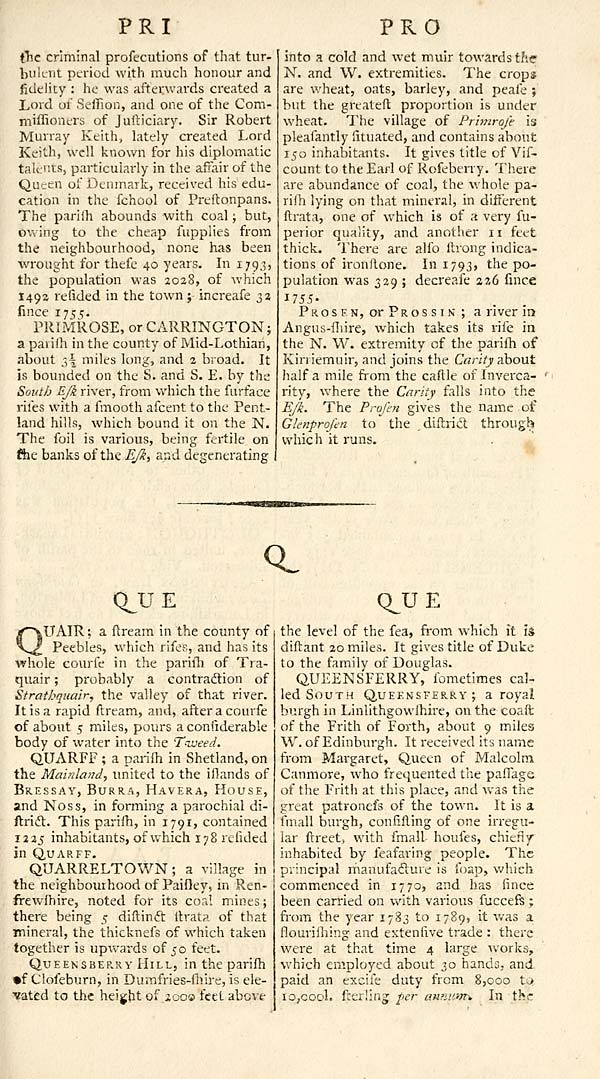 PRI
the criminal proſecutions of that tur-
bulent period with much honour and
fidelity: he was afterwards created a
Lord of Seſſion, and one of the Com-
miſſioners of Juſticiary. Sir Robert
Murray Keith, lately created Lord
Keith, well known for his diplomatic
talents, particularly in the affair of the
Queen of Denmark, received his edu-
cation in the ſchool of Preſtonpans.
The pariſh abounds with coal; but,
owing to the cheap ſupplies from
the neighbourhood, none has been
wrought for theſe 40 years. In 1793,
the population was 2028, of which
1492 reſided in the town; increaſe 32
ſince 1755.
PRIMROSE, or CARRINGTON;
a pariſh in the county of Mid-Lothian,
about 3½ miles long, and 2 broad. It
is bounded on the S. and S. E. by the
South Eſk river, from which the ſurface
riſes with a ſmooth aſcent to the Pent-
land hills, which bound it on the N.
The ſoil is various, being fertile on
the banks of the Eſk, and degenerating
PRO
into a cold and wet muir towards the
N. and W. extremities. The crops
are wheat, oats, barley, and peaſe;
but the greateſt proportion is under
wheat. The village of Primroſe is
pleaſantly ſituated, and contains about
150 inhabitants. It gives title of Viſ-
count to the Earl of Roſeberry. There
are abundance of coal, the whole pa-
riſh lying on that mineral, in different
ſtrata, one of which is of a very ſu-
perior quality, and another 11 feet
thick. There are alſo ſtrong indica-
tions of ironſtone. In 1793, the po-
pulation was 329; decreaſe 226 ſince
1755.
PROSEN, or PROSSIN; a river in
Angus-ſhire, which takes its riſe in
the N. W. extremity of the pariſh of
Kirriemuir, and joins the Carity about
half a mile from the caſtle of Inverca-
rity, where the Carity falls into the
Eſk. The Proſen gives the name of
Glenproſen to the diſtrict through
which it runs.
Q
QUE
QUAIR; a ſtream in the county of
Peebles, which riſes, and has its
whole courſe in the pariſh of Tra-
quair; probably a contraction of
Strathquair, the valley of that river.
It is a rapid ſtream, and, after a courſe
of about 5 miles, pours a conſiderable
body of water into the Tweed.
QUARFF; a pariſh in Shetland, on
the Mainland, united to the iſlands of
BRESSAY, BURRA, HAVERA, HOUSE,
and NOSS, in forming a parochial di-
ſtrict. This pariſh, in 1791, contained
1225 inhabitants, of which 178 reſided
in QUARFF.
QUARRELTOWN; a village in
the neighbourhood of Paiſley, in Ren-
frewſhire, noted for its coal mines;
there being 5 diſtinct ſtrata of that
mineral, the thickneſs of which taken
together is upwards of 50 feet.
QUEENSBERRY HILL, in the pariſh
of Cloſeburn, in Dumfries-ſhire, is ele-
vated to the height of 2000 feet above
QUE
the level of the ſea, from which it is
diſtant 20 miles. It gives title of Duke
to the family of Douglas.
QUEENSFERRY, ſometimes cal-
led SOUTH QUEENSFERRY; a royal
burgh in Linlithgowſhire, on the coaſt
of the Frith of Forth, about 9 miles
W. of Edinburgh. It received its name
from Margaret, Queen of Malcolm
Canmore, who frequented the paſſage
of the Frith at this place, and was the
great patroneſs of the town. It is a
ſmall burgh, conſiſting of one irregu-
lar ſtreet, with ſmall houſes, chiefly
inhabited by ſeafaring people. The
principal manufacture is ſoap, which
commenced in 1770, and has ſince
been carried on with various ſucceſs;
from the year 1783 to 1789, it was a
flouriſhing and extenſive trade: there
were at that time 4 large works,
which employed about 30 hands, and
paid an exciſe duty from 8,000 to
10,000l. ſterling per annum. In the